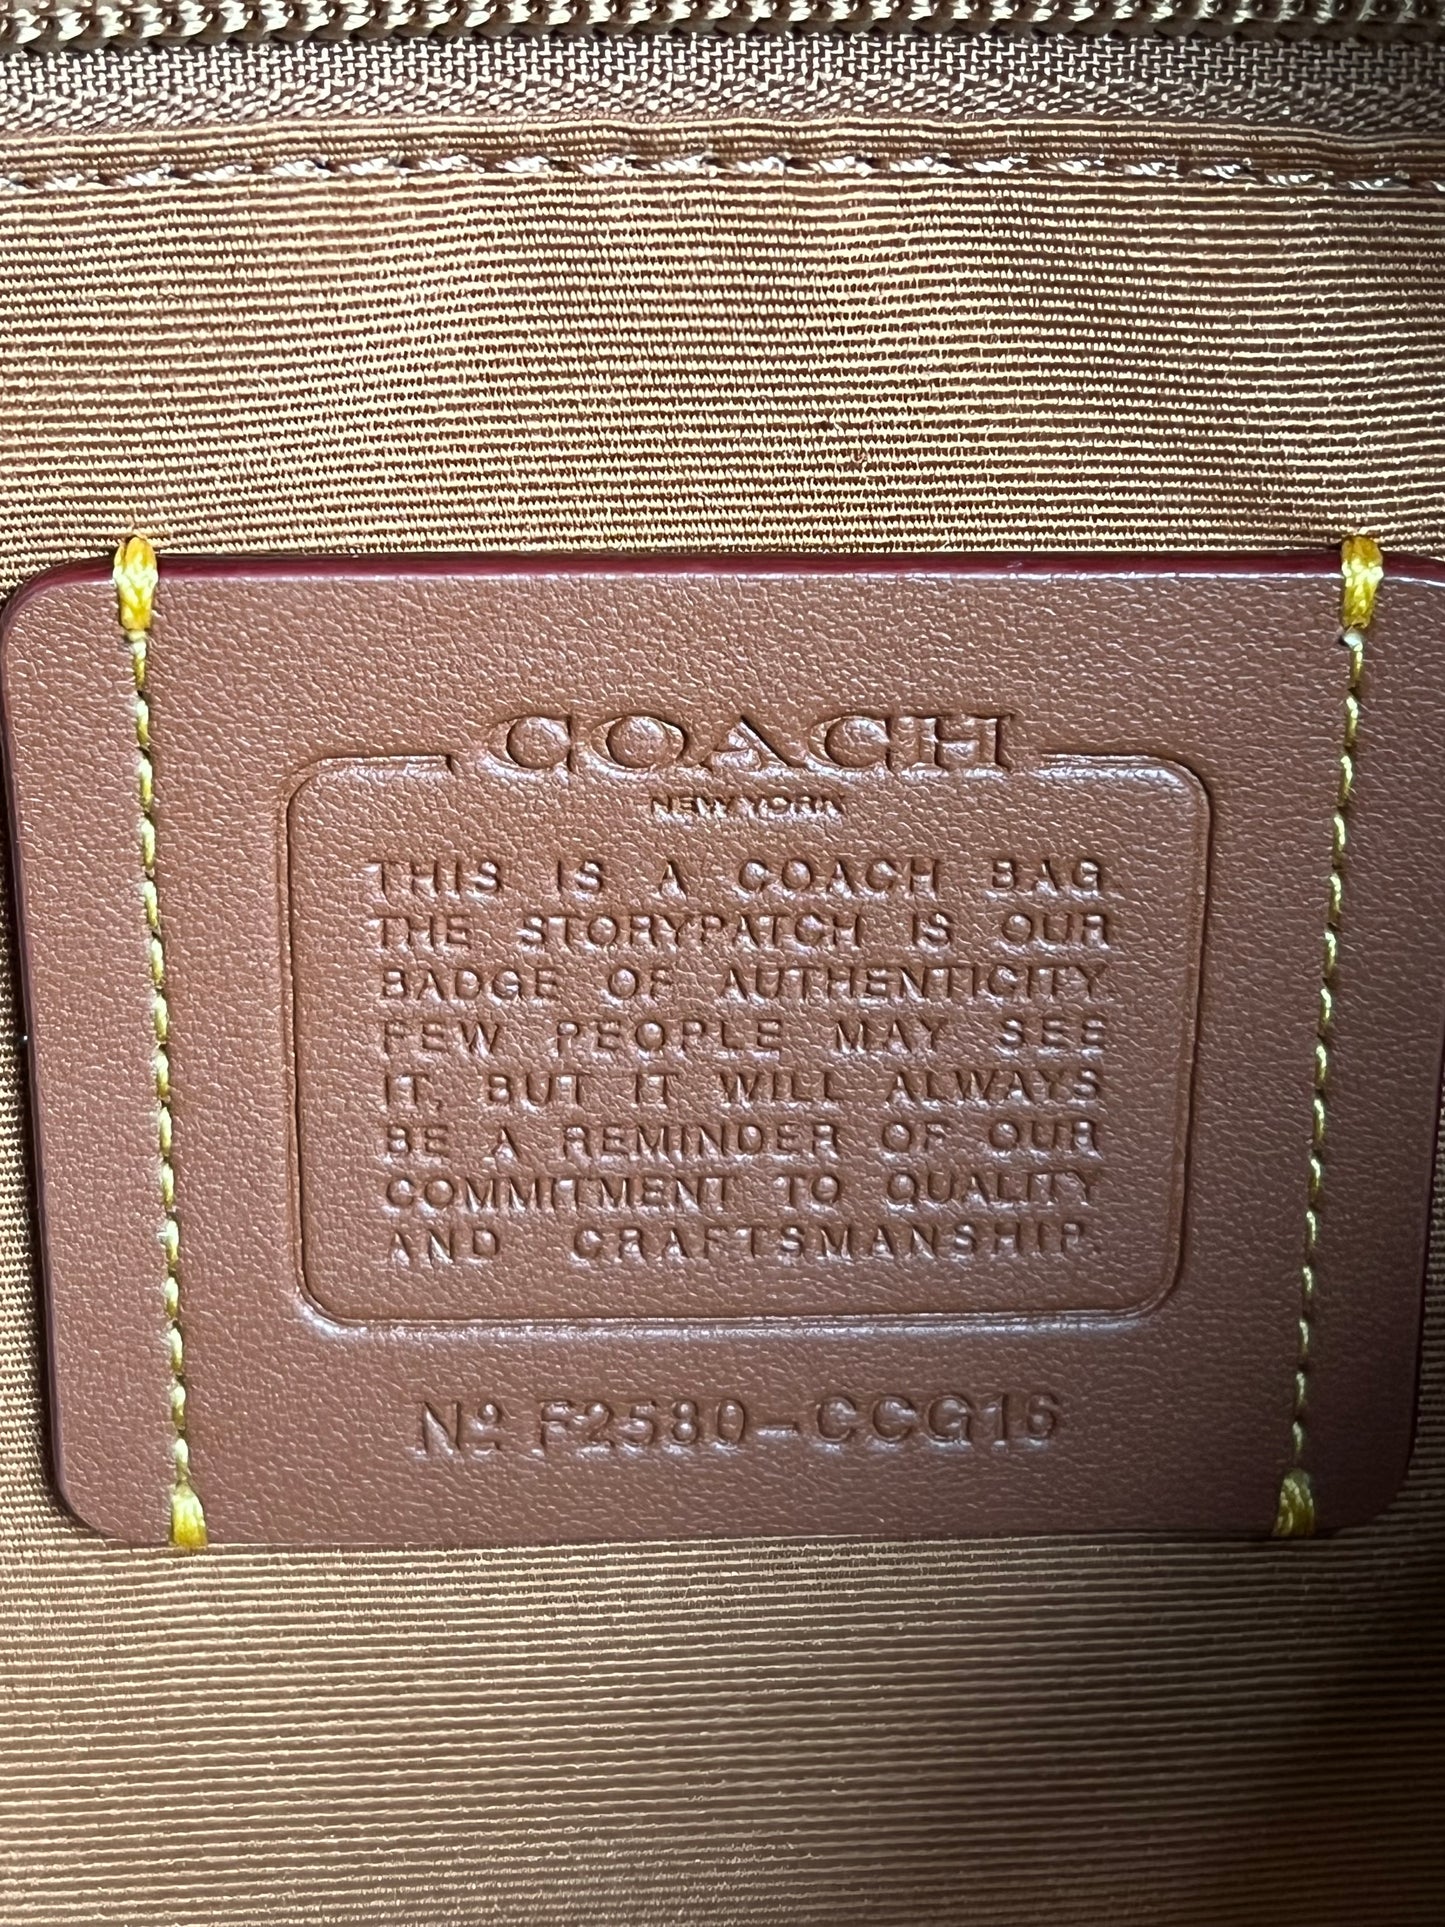 COACH
NEW YORK
THIS IS A COACH BAG.
THE STORYPATCH IS OUR
BADGE OF AUTHENTICITY.
FEW PEOPLE MAY SEE
IT, BUT IT WILL ALWAYS
BE A REMINDER OF OUR
COMMITMENT TO QUALITY
AND CRAFTSMANSHIP.
Nº F2580-CCG16